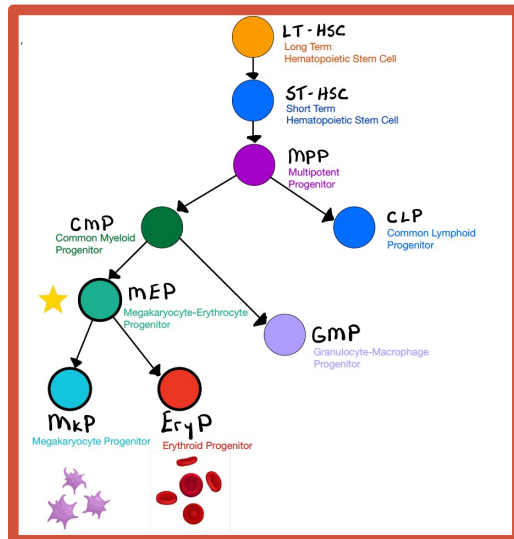 LT-HSC
Long Term
Hematopoietic Stem Cell
ST-HSC
Short Term
Hematopoietic Stem Cell
MPP
Multipotent
Progenitor
CMP
Common Myeloid
Progenitor
CLP
Common Lymphoid
Progenitor
MEP
Megakaryocyte-Erythrocyte
Progenitor
GMP
Granulocyte-Macrophage
Progenitor
MkP
Megakaryocyte Progenitor
EryP
Erythroid Progenitor